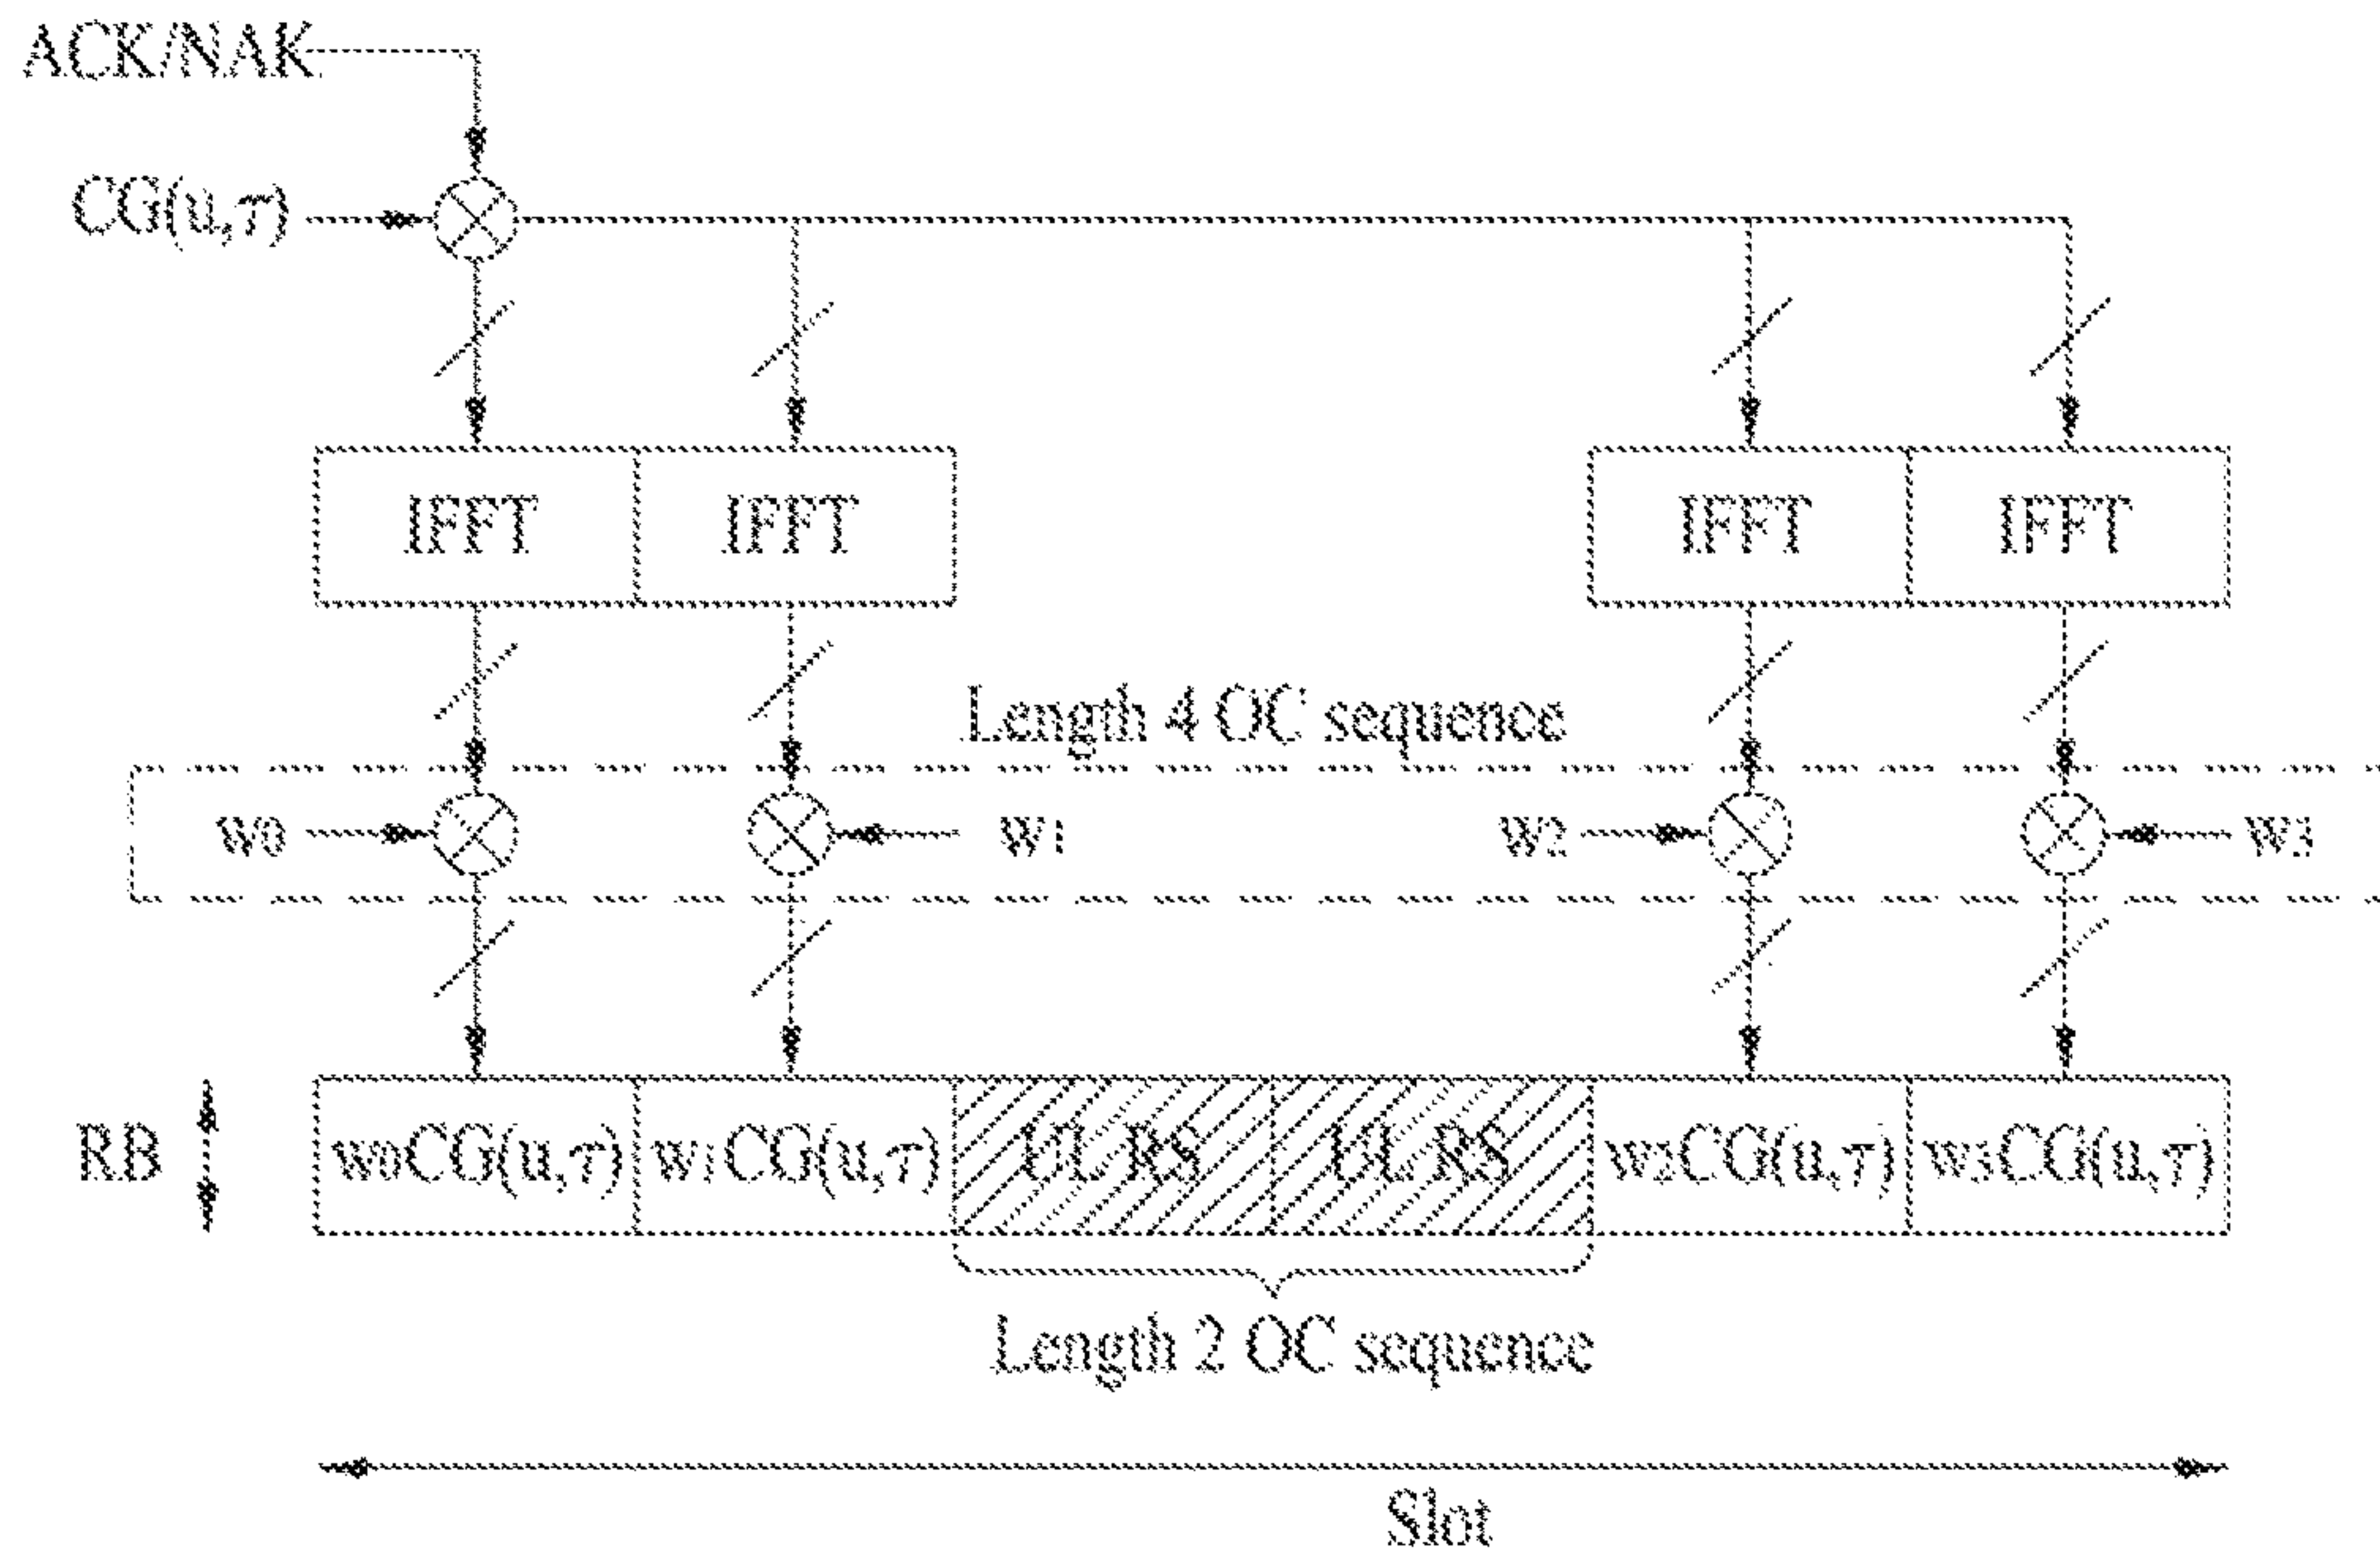 ACK/NAK
CG(u,τ)
IFFT IFFT IFFT IFFT
Length 4 OC sequence
W0 W1 W2 W3
RB w0CG(u,τ) w1CG(u,τ) UL RS UL RS w2CG(u,τ) w3CG(u,τ)
Length 2 OC sequence
Slot